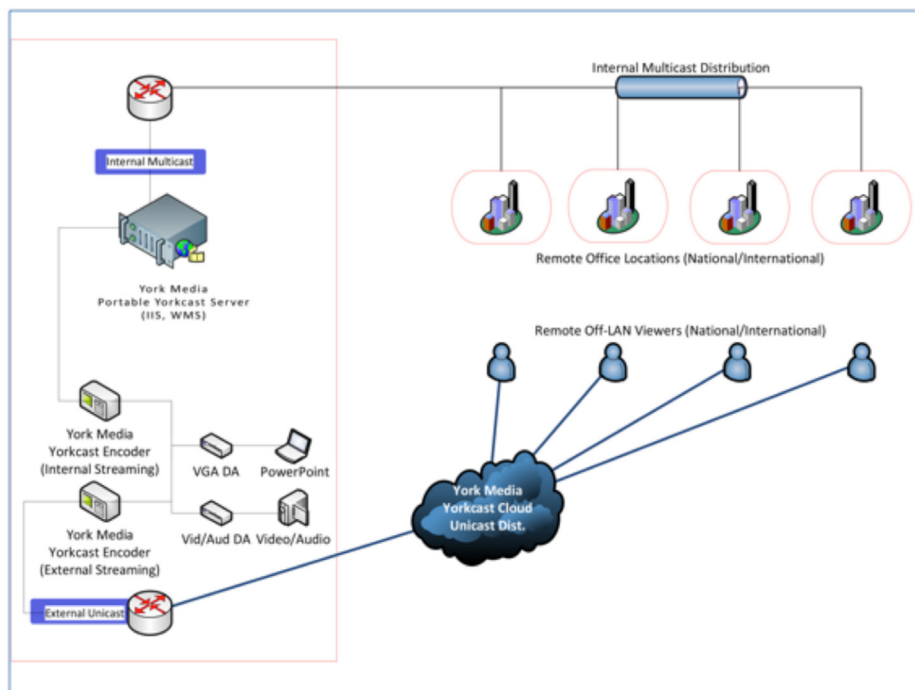 Internal Multicast Distribution
Internal Multicast
York Media
Portable Yorkcast Server
(IIS, WMS)
Remote Office Locations (National/International)
Remote Off-LAN Viewers (National/International)
York Media
Yorkcast Encoder
(Internal Streaming)
VGA DA
PowerPoint
York Media
Yorkcast Encoder
(External Streaming)
Vid/Aud DA
Video/Audio
York Media
Yorkcast Cloud
Unicast Dist.
External Unicast